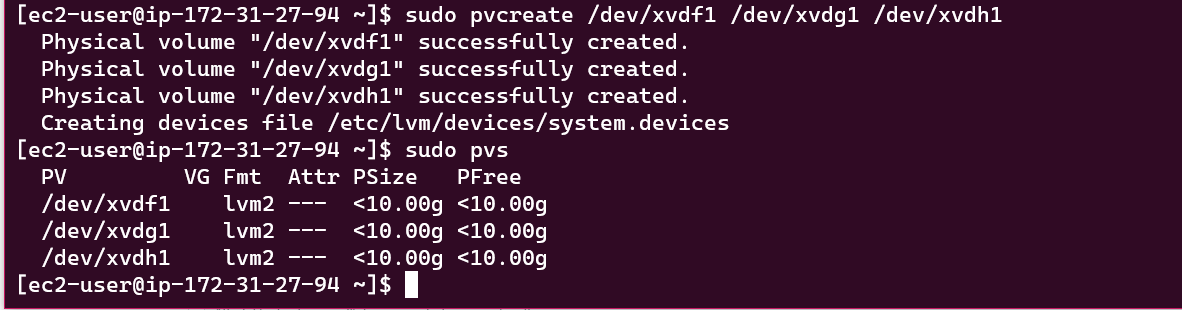 [ec2-user@ip-172-31-27-94 ~]$ sudo pvcreate /dev/xvdf1 /dev/xvdg1 /dev/xvdh1
  Physical volume "/dev/xvdf1" successfully created.
  Physical volume "/dev/xvdg1" successfully created.
  Physical volume "/dev/xvdh1" successfully created.
  Creating devices file /etc/lvm/devices/system.devices
[ec2-user@ip-172-31-27-94 ~]$ sudo pvs
  PV         VG Fmt  Attr PSize   PFree
  /dev/xvdf1    lvm2 ---  <10.00g <10.00g
  /dev/xvdg1    lvm2 ---  <10.00g <10.00g
  /dev/xvdh1    lvm2 ---  <10.00g <10.00g
[ec2-user@ip-172-31-27-94 ~]$